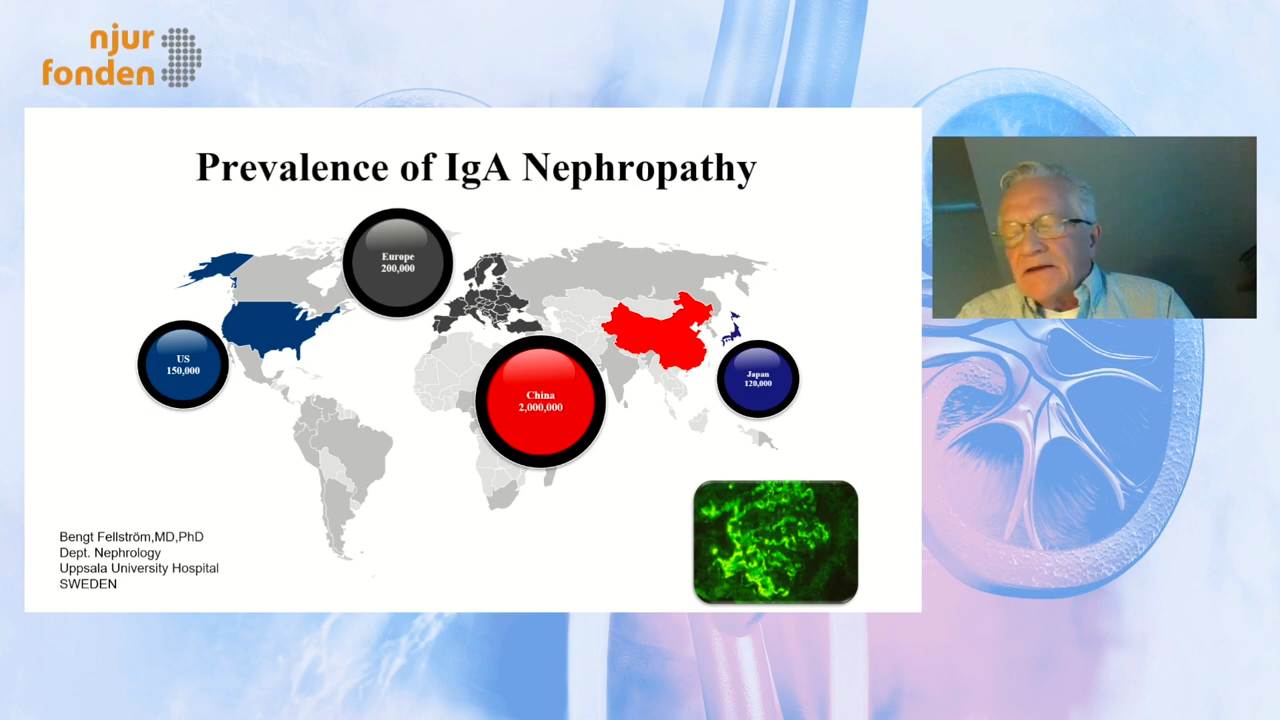 njur
fonden
Prevalence of IgA Nephropathy
Europe
200,000
US
150,000
China
2,000,000
Japan
120,000
Bengt Fellström,MD,PhD
Dept. Nephrology
Uppsala University Hospital
SWEDEN